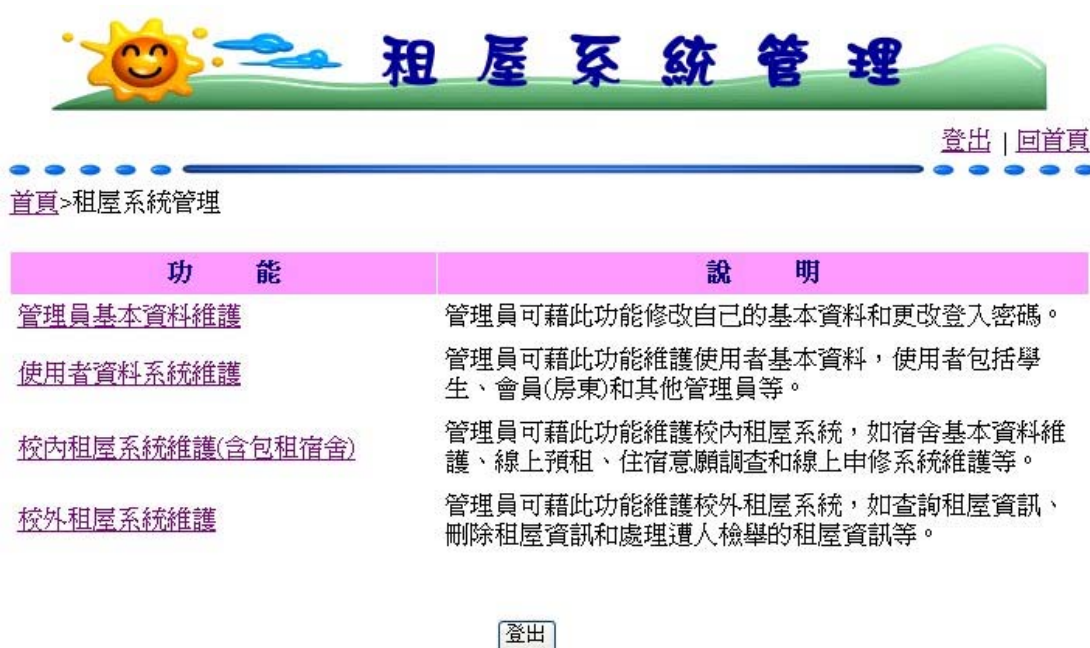 租屋系統管理
登出 | 回首頁
首頁>租屋系統管理
功 能 說 明
管理員基本資料維護 管理員可藉此功能修改自己的基本資料和更改登入密碼。
使用者資料系統維護 管理員可藉此功能維護使用者基本資料，使用者包括學
生、會員(房東)和其他管理員等。
校內租屋系統維護(含包租宿舍) 管理員可藉此功能維護校內租屋系統，如宿舍基本資料維
護、線上預租、住宿意願調查和線上申修系統維護等。
校外租屋系統維護 管理員可藉此功能維護校外租屋系統，如查詢租屋資訊、
刪除租屋資訊和處理遭人檢舉的租屋資訊等。
登出